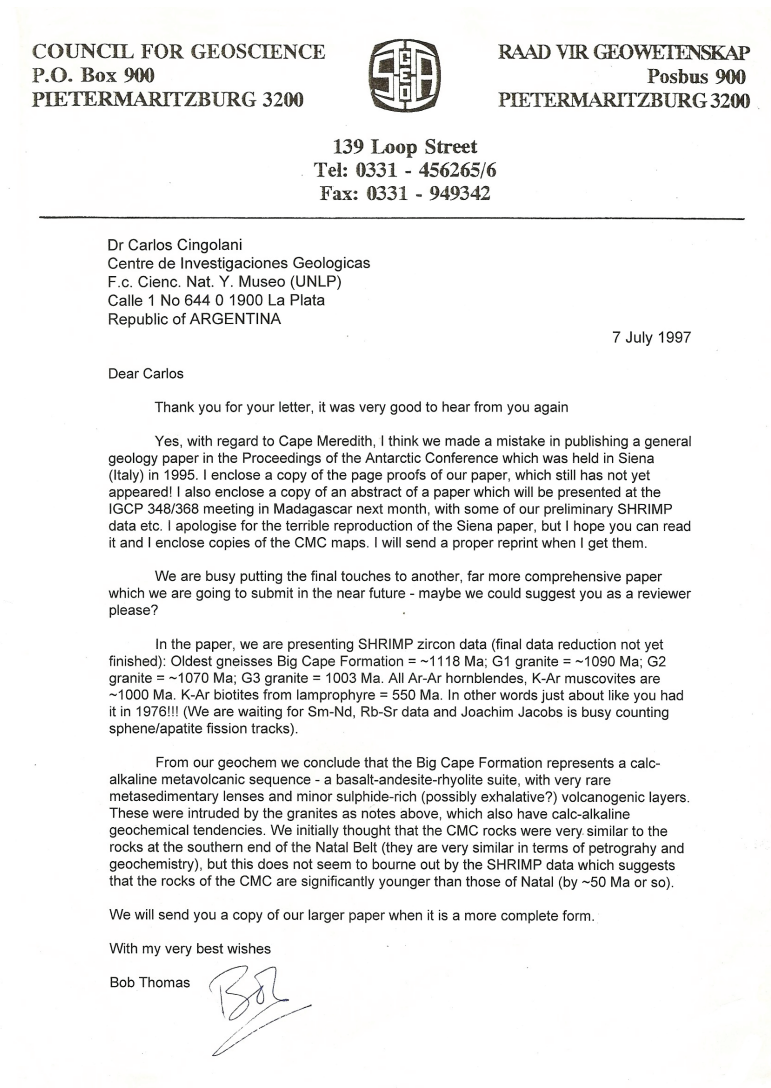 COUNCIL FOR GEOSCIENCE
P.O. Box 900
PIETERMARITZBURG 3200
GEO
S A
RAAD VIR GEOWETENSKAP
Posbus 900
PIETERMARITZBURG 3200
139 Loop Street
Tel: 0331 - 456265/6
Fax: 0331 - 949342
Dr Carlos Cingolani
Centre de Investigaciones Geologicas
F.c. Cienc. Nat. Y. Museo (UNLP)
Calle 1 No 644 0 1900 La Plata
Republic of ARGENTINA
7 July 1997
Dear Carlos
Thank you for your letter, it was very good to hear from you again
Yes, with regard to Cape Meredith, I think we made a mistake in publishing a general
geology paper in the Proceedings of the Antarctic Conference which was held in Siena
(Italy) in 1995. I enclose a copy of the page proofs of our paper, which still has not yet
appeared! I also enclose a copy of an abstract of a paper which will be presented at the
IGCP 348/368 meeting in Madagascar next month, with some of our preliminary SHRIMP
data etc. I apologise for the terrible reproduction of the Siena paper, but I hope you can read
it and I enclose copies of the CMC maps. I will send a proper reprint when I get them.
We are busy putting the final touches to another, far more comprehensive paper
which we are going to submit in the near future - maybe we could suggest you as a reviewer
please?
In the paper, we are presenting SHRIMP zircon data (final data reduction not yet
finished): Oldest gneisses Big Cape Formation = ~1118 Ma; G1 granite = ~1090 Ma; G2
granite = ~1070 Ma; G3 granite = 1003 Ma. All Ar-Ar hornblendes, K-Ar muscovites are
~1000 Ma. K-Ar biotites from lamprophyre = 550 Ma. In other words just about like you had
it in 1976!!! (We are waiting for Sm-Nd, Rb-Sr data and Joachim Jacobs is busy counting
sphene/apatite fission tracks).
From our geochem we conclude that the Big Cape Formation represents a calc-
alkaline metavolcanic sequence - a basalt-andesite-rhyolite suite, with very rare
metasedimentary lenses and minor sulphide-rich (possibly exhalative?) volcanogenic layers.
These were intruded by the granites as notes above, which also have calc-alkaline
geochemical tendencies. We initially thought that the CMC rocks were very similar to the
rocks at the southern end of the Natal Belt (they are very similar in terms of petrograhy and
geochemistry), but this does not seem to bourne out by the SHRIMP data which suggests
that the rocks of the CMC are significantly younger than those of Natal (by ~50 Ma or so).
We will send you a copy of our larger paper when it is a more complete form.
With my very best wishes
Bob Thomas
Bob